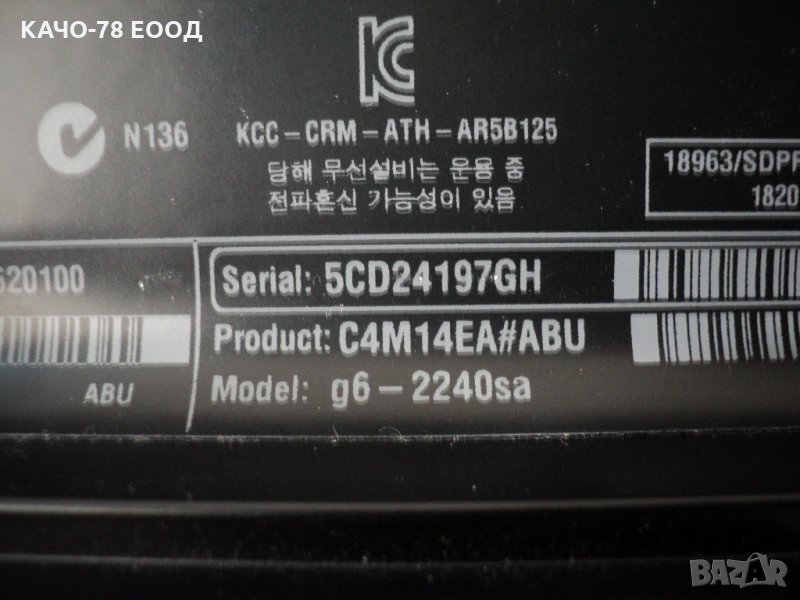 КАЧО-78 ЕООД
N136
KCC-CRM-ATH-AR5B125
당해 무선설비는 운용 중
전파혼신 가능성이 있음
18963/SDPP
1820
620100
Serial: 5CD24197GH
Product: C4M14EA#ABU
ABU
Model: g6-2240sa
BAZAR